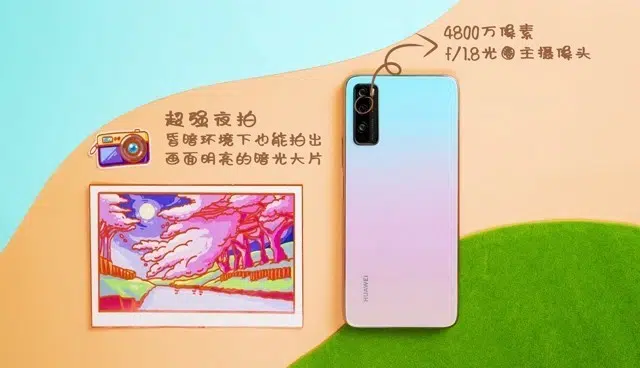 4800万像素
f/1.8光圈主摄像头
超强夜拍
昏暗环境下也能拍出
画面明亮的暗光大片
HUAWEI